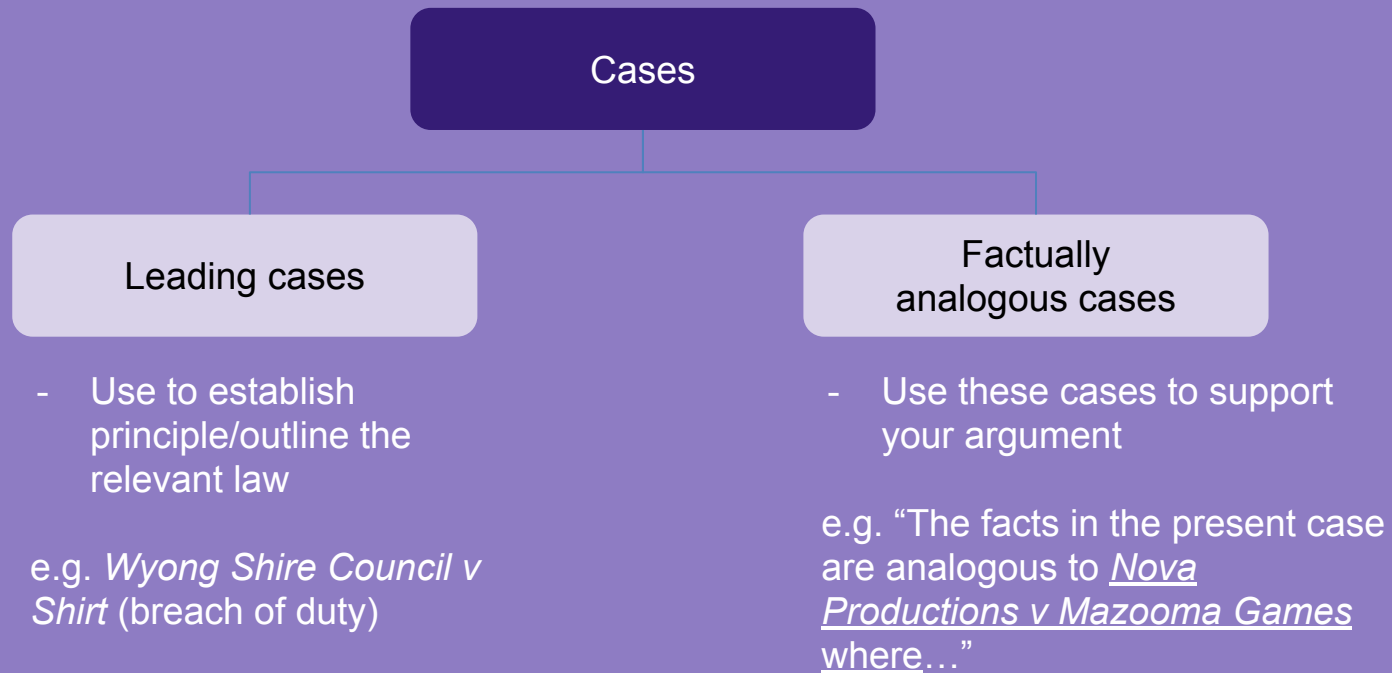 Cases
Leading cases
- Use to establish
principle/outline the
relevant law
e.g. Wyong Shire Council v
Shirt (breach of duty)
Factually
analogous cases
- Use these cases to support
your argument
e.g. “The facts in the present case
are analogous to Nova
Productions v Mazooma Games
where…”